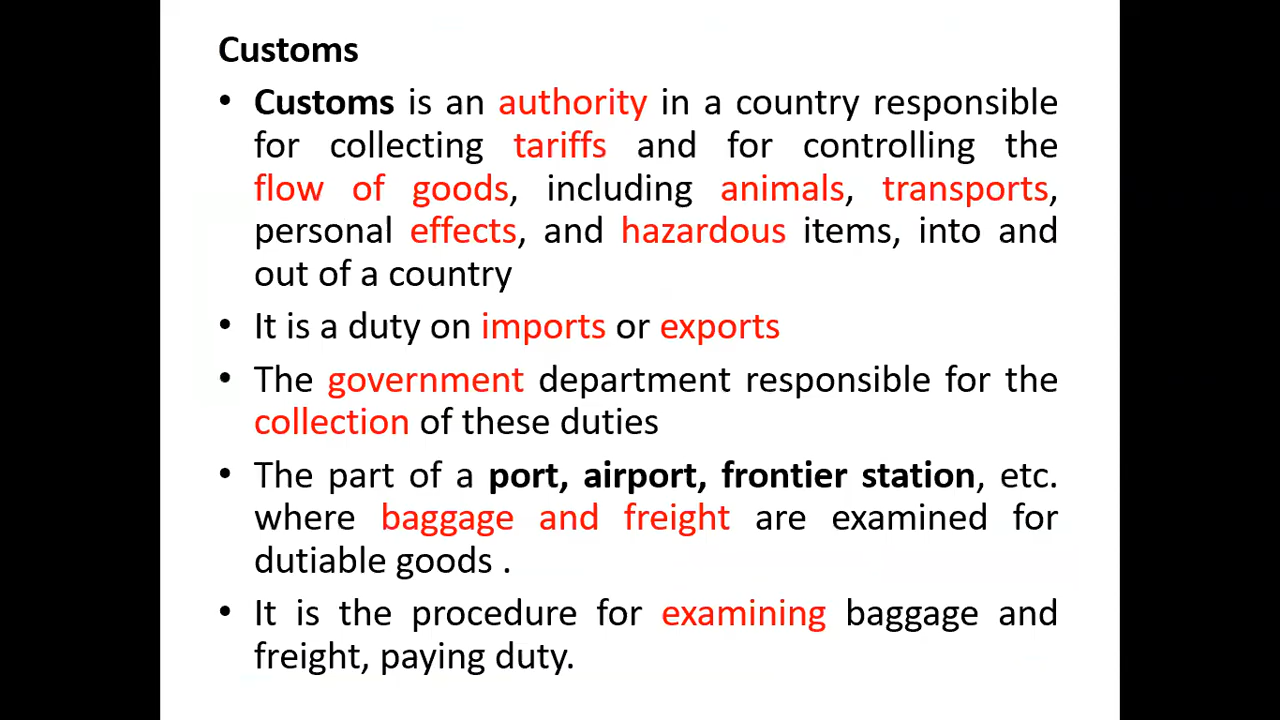 Customs
• Customs is an authority in a country responsible
for collecting tariffs and for controlling the
flow of goods, including animals, transports,
personal effects, and hazardous items, into and
out of a country
• It is a duty on imports or exports
• The government department responsible for the
collection of these duties
• The part of a port, airport, frontier station, etc.
where baggage and freight are examined for
dutiable goods .
• It is the procedure for examining baggage and
freight, paying duty.